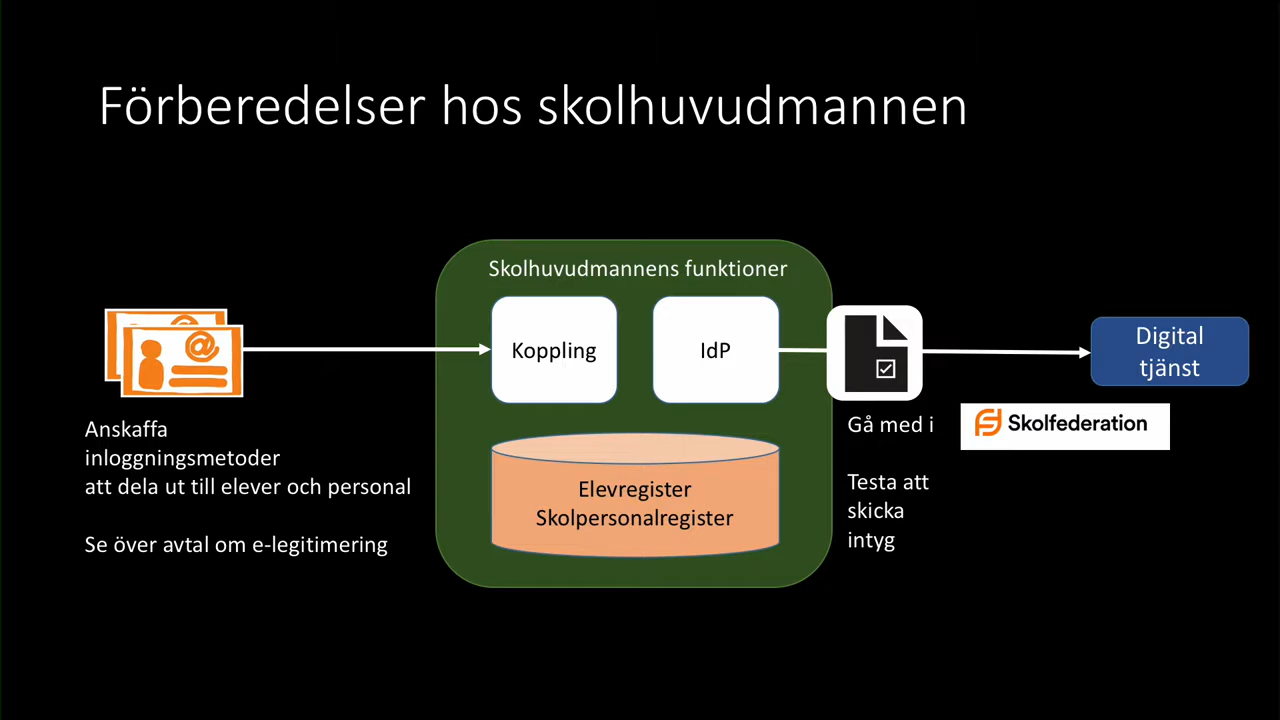 Förberedelser hos skolhuvudmannen
Skolhuvudmannens funktioner
@
@
Koppling
IdP
Digital
tjänst
Anskaffa
inloggningsmetoder
att dela ut till elever och personal
Se över avtal om e-legitimering
Elevregister
Skolpersonalregister
Gå med i
Skolfederation
Testa att
skicka
intyg